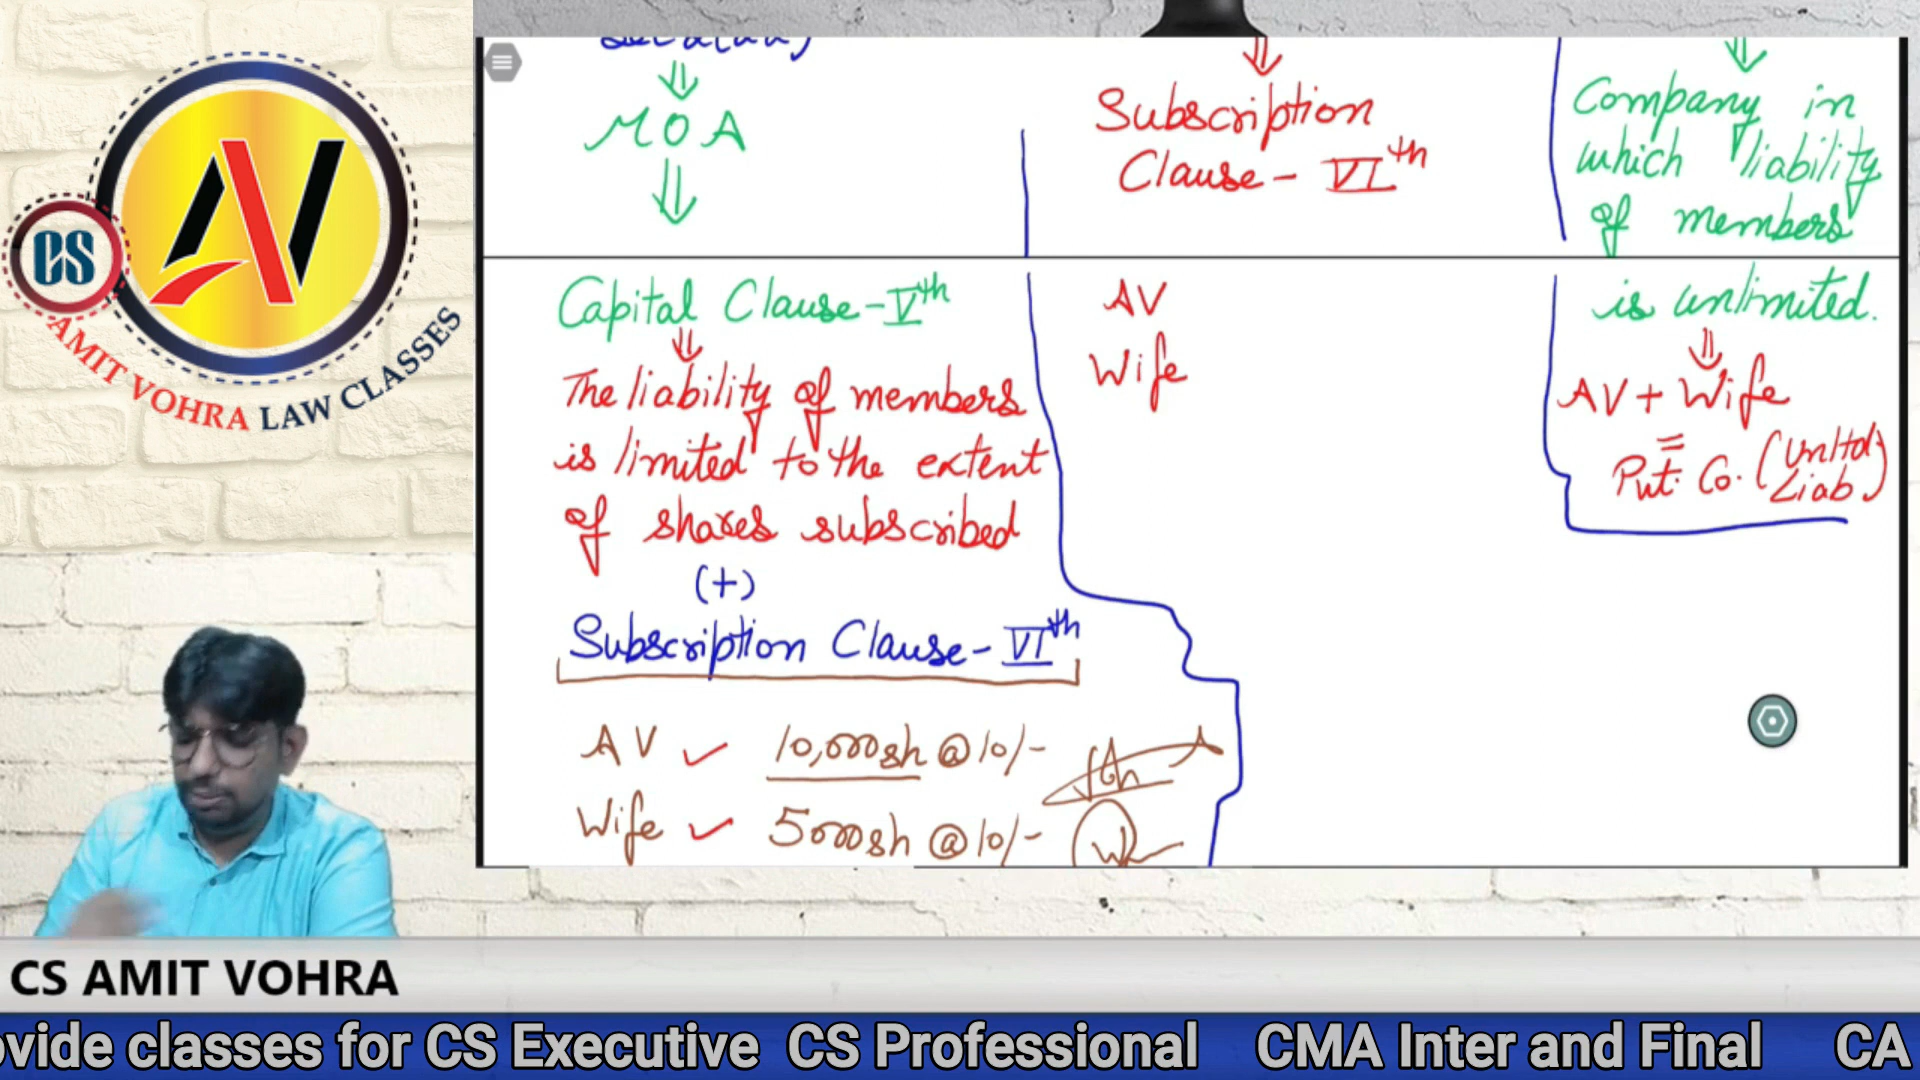 CS
AV
AMIT VOHRA LAW CLASSES
MOA
Capital Clause - Vth
The liability of members
is limited to the extent
of shares subscribed
(+)
Subscription Clause - VIth
AV ✓ 10,000sh @ 10/-
Wife ✓ 5000sh @ 10/-
Subscription
Clause - VIth
AV
Wife
Company in
which liability
of members
is unlimited.
AV + Wife
= Pvt. Co. (Unltd
Liab)
CS AMIT VOHRA
ovide classes for CS Executive CS Professional CMA Inter and Final CA